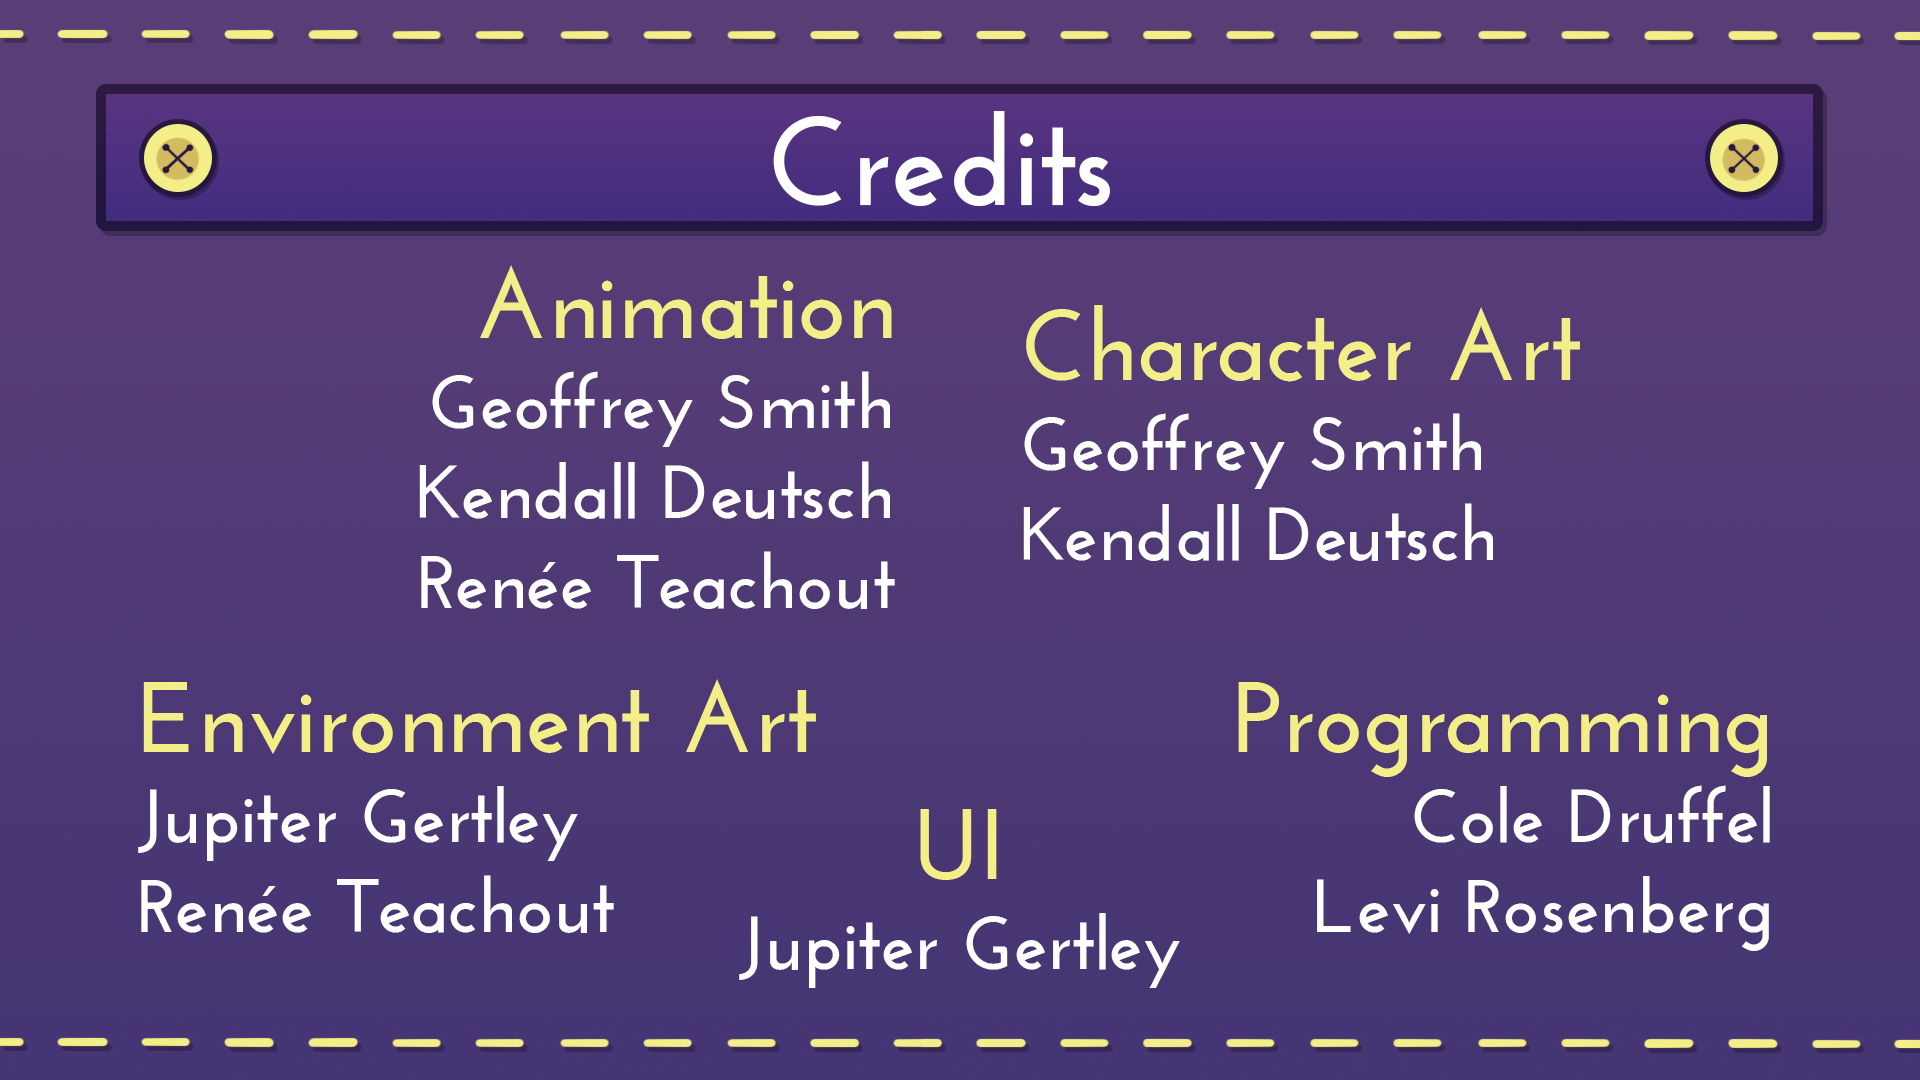 Credits
Animation
Geoffrey Smith
Kendall Deutsch
Renée Teachout
Character Art
Geoffrey Smith
Kendall Deutsch
Environment Art
Jupiter Gertley
Renée Teachout
UI
Jupiter Gertley
Programming
Cole Druffel
Levi Rosenberg